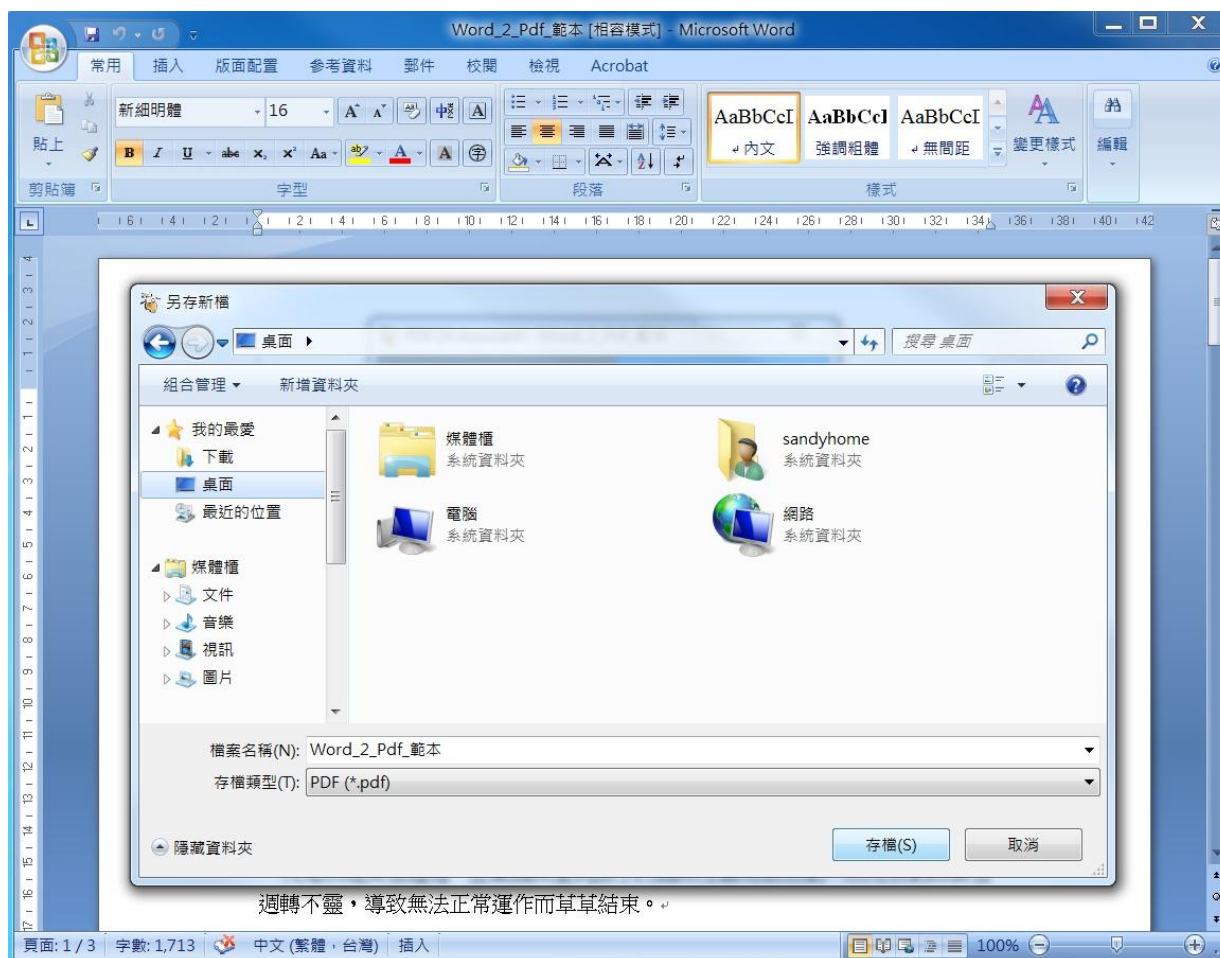 Word_2_Pdf_範本 [相容模式] - Microsoft Word
常用 插入 版面配置 參考資料 郵件 校閱 檢視 Acrobat
新細明體 16
貼上
B I U abc x₂ x² Aa ab A A 字
AaBbCcI AaBbCcI AaBbCcI
內文 強調粗體 無間距
變更樣式 編輯
剪貼簿 字型 段落 樣式
另存新檔
桌面
搜尋 桌面
組合管理 新增資料夾
我的最愛
下載
桌面
最近的位置
媒體櫃
文件
音樂
視訊
圖片
媒體櫃
系統資料夾
sandyhome
系統資料夾
電腦
系統資料夾
網路
系統資料夾
檔案名稱(N): Word_2_Pdf_範本
存檔類型(T): PDF (*.pdf)
隱藏資料夾 存檔(S) 取消
週轉不靈，導致無法正常運作而草草結束。
頁面: 1 / 3 字數: 1,713 中文 (繁體，台灣) 插入 100%